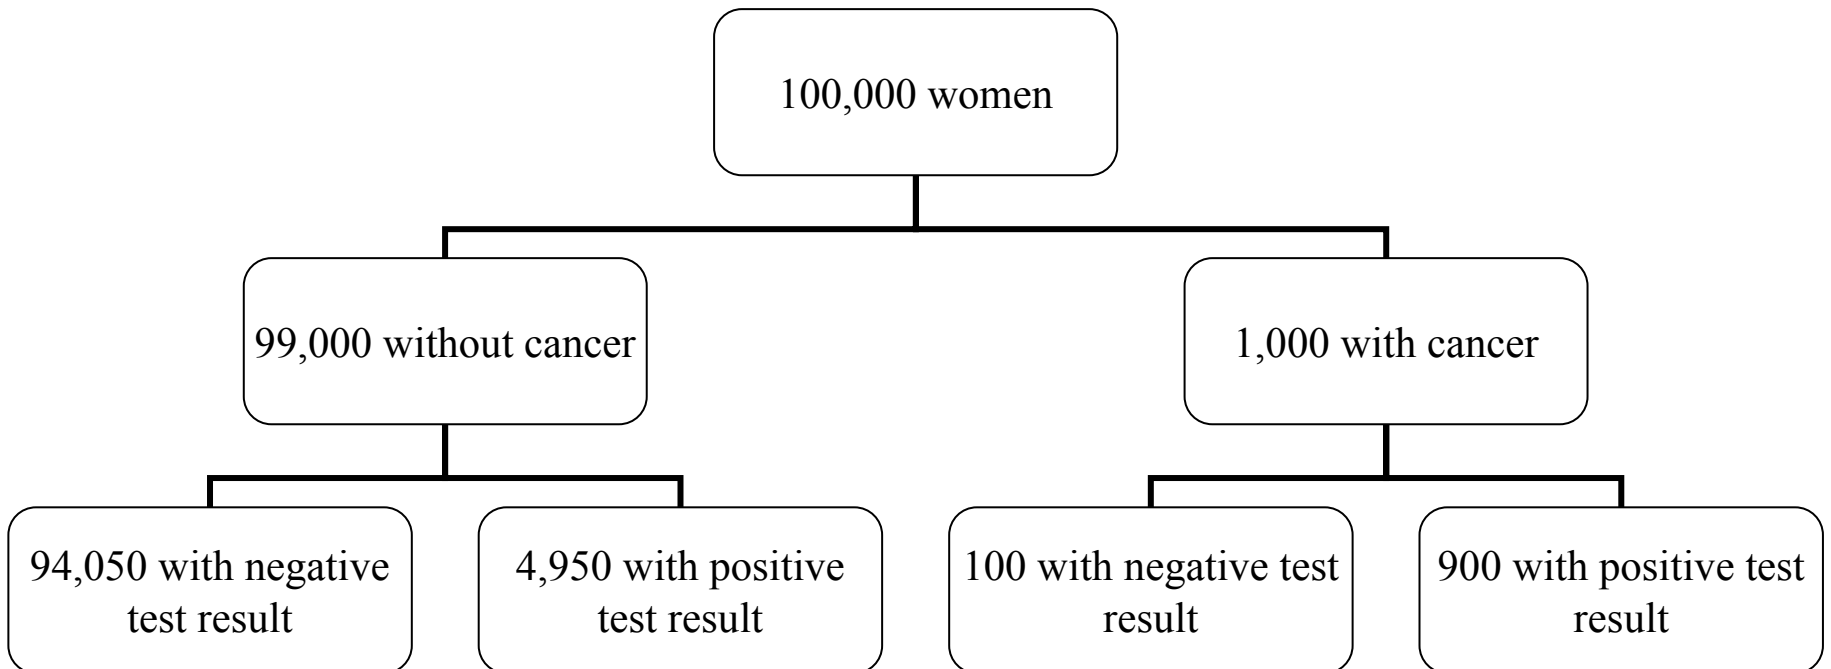 100,000 women
99,000 without cancer
1,000 with cancer
94,050 with negative
test result
4,950 with positive
test result
100 with negative test
result
900 with positive test
result